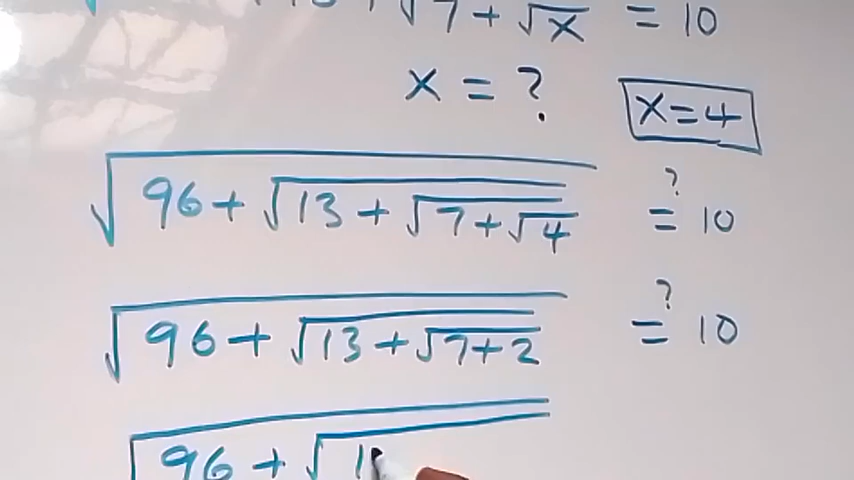 √7 + √x = 10
x = ?
x = 4
√96 + √13 + √7 + √4 ?= 10
√96 + √13 + √7 + 2 ?= 10
√96 + √1